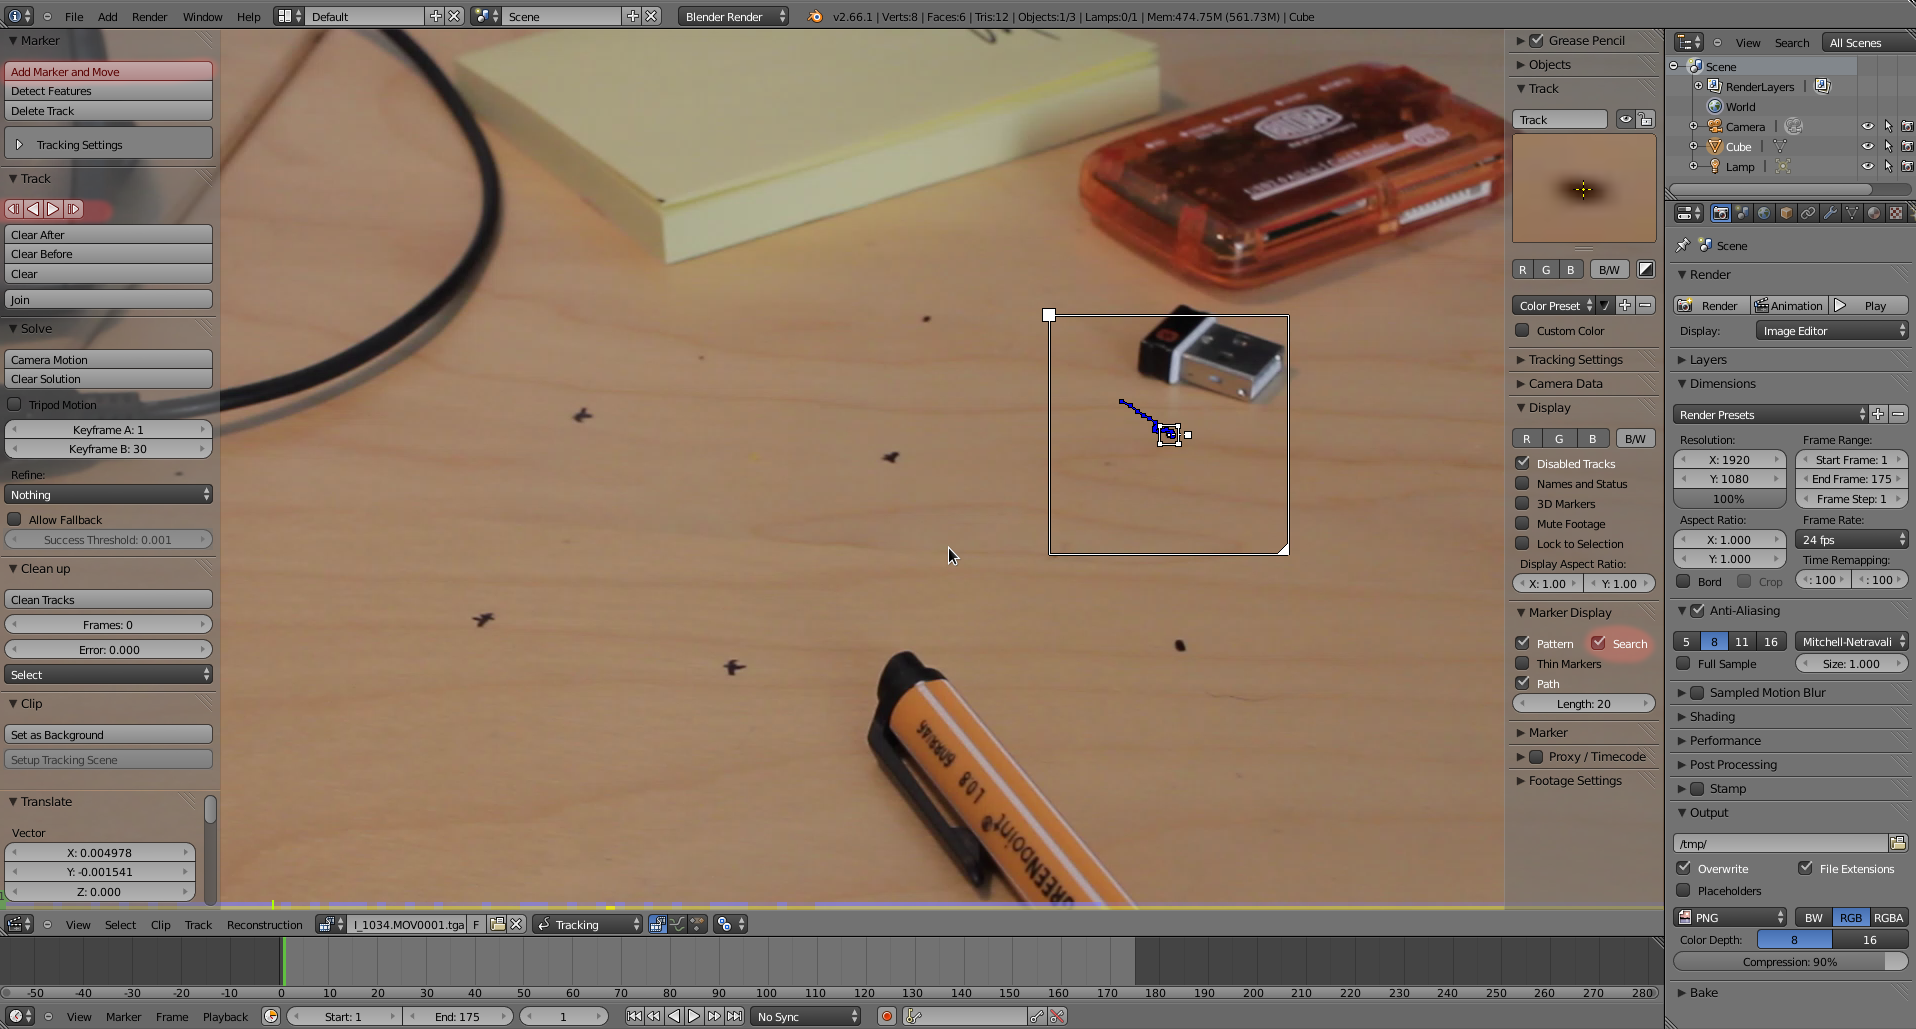 File Add Render Window Help Default Scene Blender Render v2.66.1 | Verts:8 | Faces:6 | Tris:12 | Objects:1/3 | Lamps:0/1 | Mem:474.75M (561.73M) | Cube
Marker
Add Marker and Move
Detect Features
Delete Track
Tracking Settings
Track
Clear After
Clear Before
Clear
Join
Solve
Camera Motion
Clear Solution
Tripod Motion
Keyframe A: 1
Keyframe B: 30
Refine:
Nothing
Allow Fallback
Success Threshold: 0.001
Clean up
Clean Tracks
Frames: 0
Error: 0.000
Select
Clip
Set as Background
Setup Tracking Scene
Translate
Vector
X: 0.004978
Y: -0.001541
Z: 0.000
GREENpoint®
Grease Pencil
Objects
Track
Track
R G B B/W
Color Preset
Custom Color
Tracking Settings
Camera Data
Display
R G B B/W
Disabled Tracks
Names and Status
3D Markers
Mute Footage
Lock to Selection
Display Aspect Ratio:
X: 1.00 Y: 1.00
Marker Display
Pattern Search
Thin Markers
Path
Length: 20
Marker
Proxy / Timecode
Footage Settings
View Search All Scenes
Scene
RenderLayers
World
Camera
Cube
Lamp
Scene
Render
Render Animation Play
Display: Image Editor
Layers
Dimensions
Render Presets
Resolution: Frame Range:
X: 1920 Start Frame: 1
Y: 1080 End Frame: 175
100% Frame Step: 1
Aspect Ratio: Frame Rate:
X: 1.000 24 fps
Y: 1.000 Time Remapping:
Bord Crop : 100 : 100
Anti-Aliasing
5 8 11 16 Mitchell-Netravali
Full Sample Size: 1.000
Sampled Motion Blur
Shading
Performance
Post Processing
Stamp
Output
/tmp/
Overwrite File Extensions
Placeholders
PNG BW RGB RGBA
Color Depth: 8 16
Compression: 90%
Bake
View Select Clip Track Reconstruction I_1034.MOV0001.tga F Tracking
-50 -40 -30 -20 -10 0 10 20 30 40 50 60 70 80 90 100 110 120 130 140 150 160 170 180 190 200 210 220 230 240 250 260 270 280
View Marker Frame Playback Start: 1 End: 175 1 No Sync